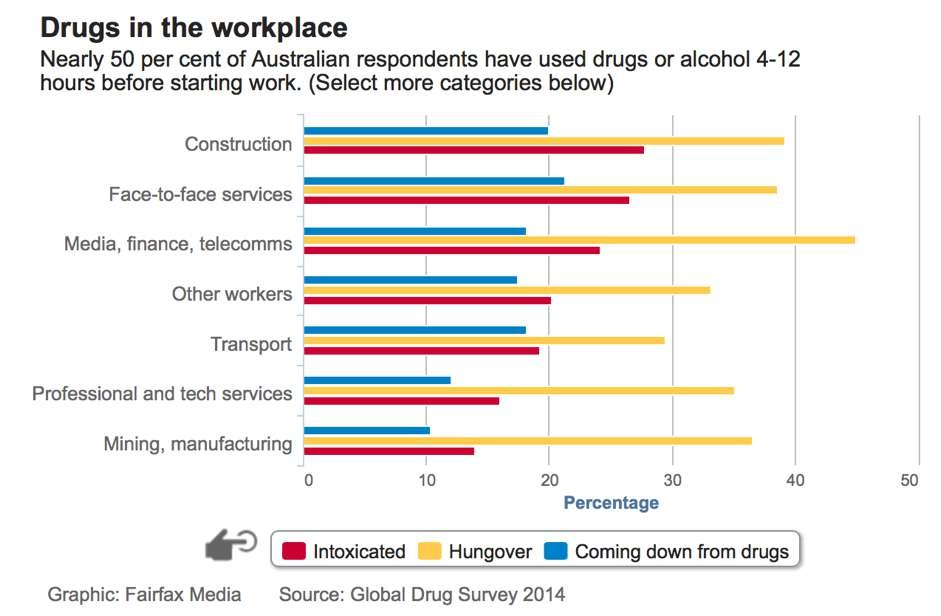 Drugs in the workplace
Nearly 50 per cent of Australian respondents have used drugs or alcohol 4-12
hours before starting work. (Select more categories below)
Construction
Face-to-face services
Media, finance, telecomms
Other workers
Transport
Professional and tech services
Mining, manufacturing
0 10 20 30 40 50
Percentage
Intoxicated Hungover Coming down from drugs
Graphic: Fairfax Media Source: Global Drug Survey 2014